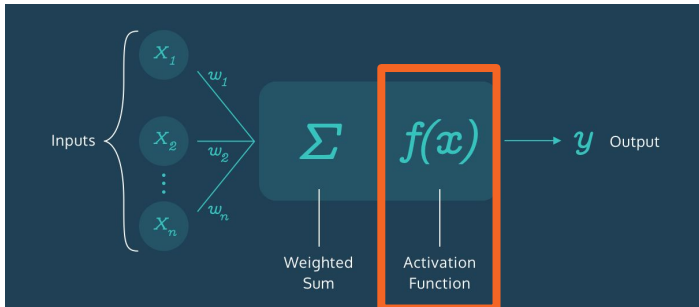 X₁
w₁
Inputs
X₂
w₂
⋮
Xₙ
wₙ
Σ
f(x)
y
Output
Weighted
Sum
Activation
Function